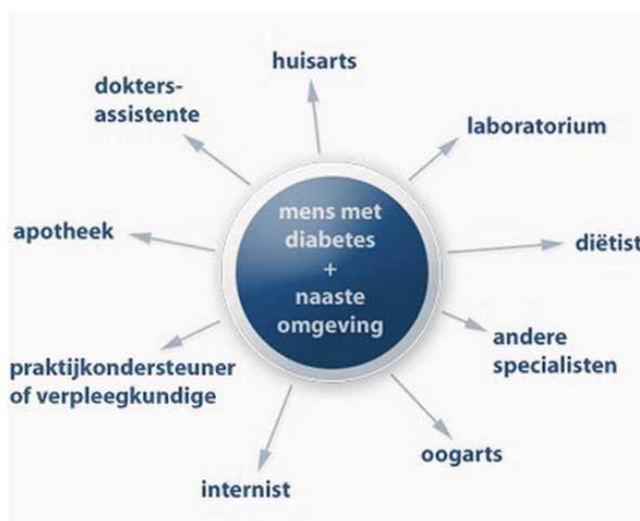 huisarts
dokters-
assistente
laboratorium
mens met
diabetes
+
naaste
omgeving
apotheek
diëtist
andere
specialisten
praktijkondersteuner
of verpleegkundige
oogarts
internist